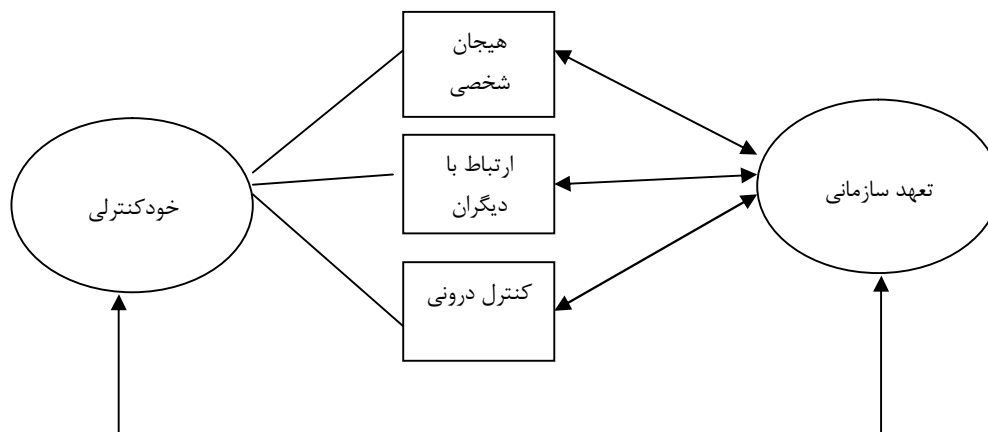 هیجان
شخصی
ارتباط با
دیگران
تعهد سازمانی
خودکنترلی
کنترل درونی